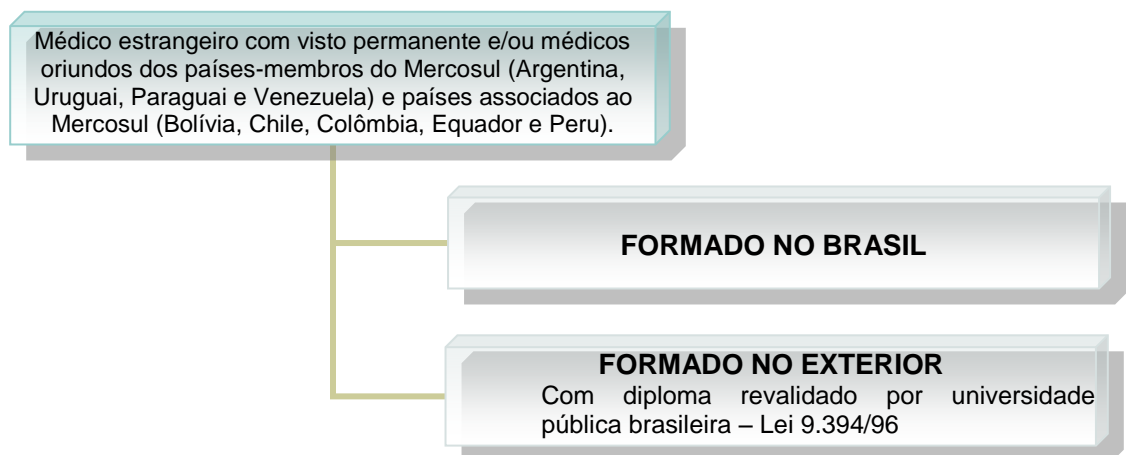 Médico estrangeiro com visto permanente e/ou médicos
oriundos dos países-membros do Mercosul (Argentina,
Uruguai, Paraguai e Venezuela) e países associados ao
Mercosul (Bolívia, Chile, Colômbia, Equador e Peru).
FORMADO NO BRASIL
FORMADO NO EXTERIOR
Com diploma revalidado por universidade
pública brasileira – Lei 9.394/96